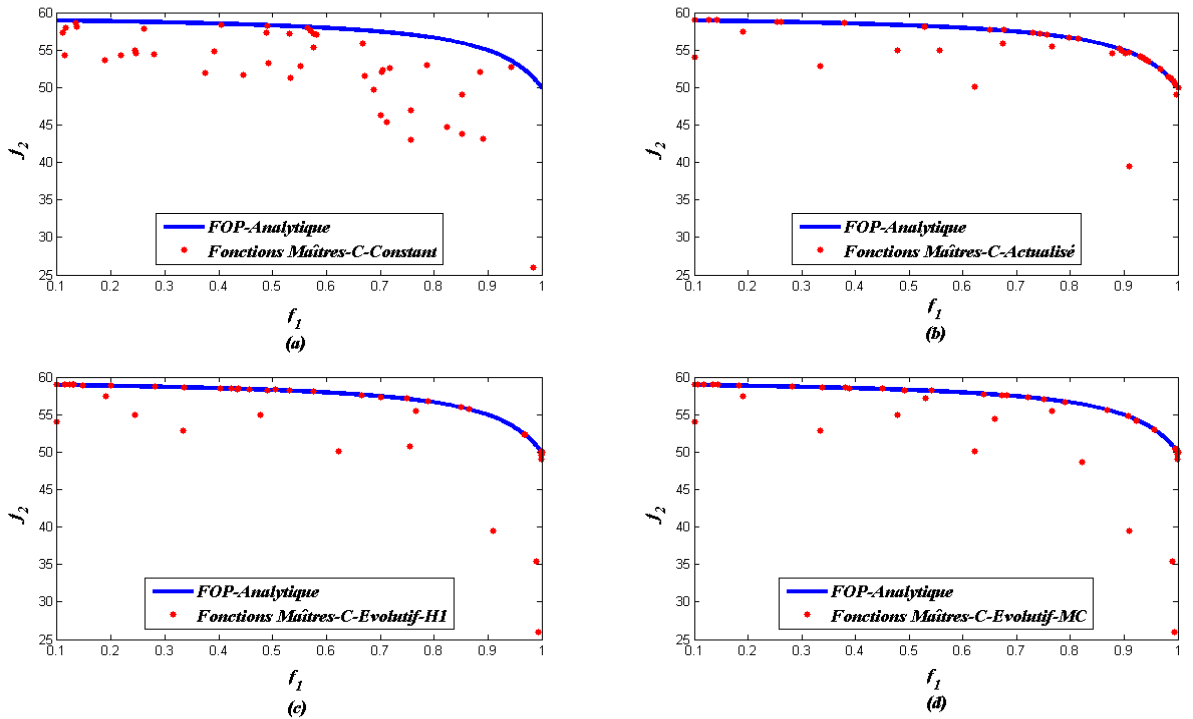 60
55
50
45
40
35
30
25
f2
FOP-Analytique
Fonctions Maîtres-C-Constant
0.1 0.2 0.3 0.4 0.5 0.6 0.7 0.8 0.9 1
f1
(a)
60
55
50
45
40
35
30
25
f2
FOP-Analytique
Fonctions Maîtres-C-Actualisé
0.1 0.2 0.3 0.4 0.5 0.6 0.7 0.8 0.9 1
f1
(b)
60
55
50
45
40
35
30
25
f2
FOP-Analytique
Fonctions Maîtres-C-Evolutif-H1
0.1 0.2 0.3 0.4 0.5 0.6 0.7 0.8 0.9 1
f1
(c)
60
55
50
45
40
35
30
25
f2
FOP-Analytique
Fonctions Maîtres-C-Evolutif-MC
0.1 0.2 0.3 0.4 0.5 0.6 0.7 0.8 0.9 1
f1
(d)